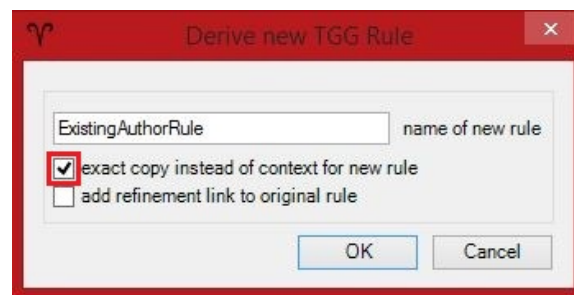 Derive new TGG Rule
ExistingAuthorRule name of new rule
exact copy instead of context for new rule
add refinement link to original rule
OK Cancel